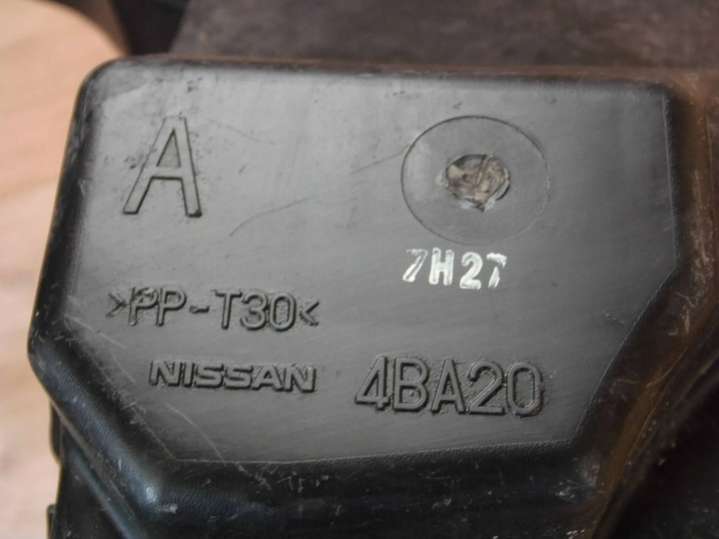 A
7H27
>PP-T30<
NISSAN 4BA20